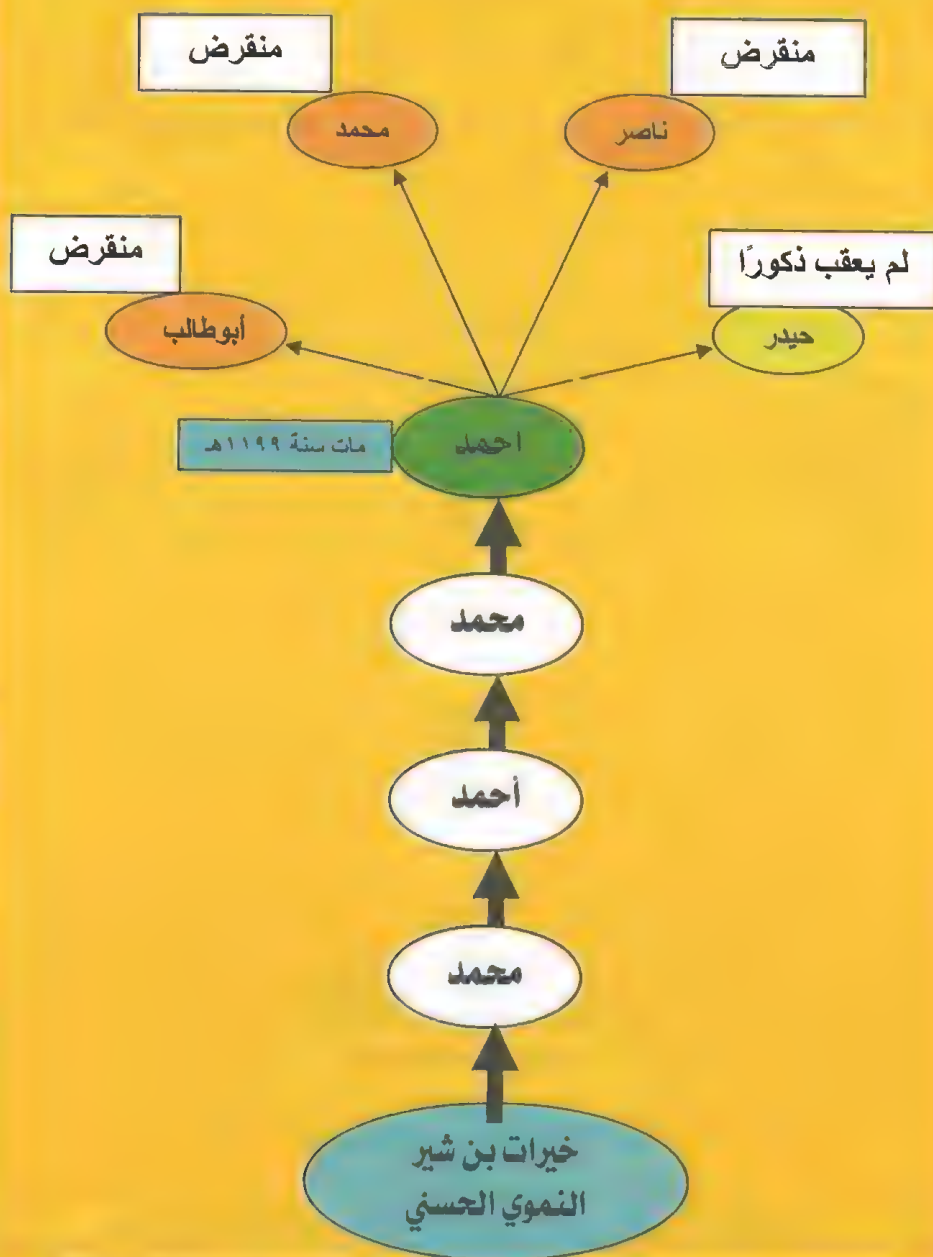 منقرض
منقرض
محمد
ناصر
منقرض
لم يعقب ذكورًا
أبوطالب
حيدر
احمد
مات سنة ١١٩٩هـ
محمد
أحمد
محمد
خيرات بن شير
النموي الحسني